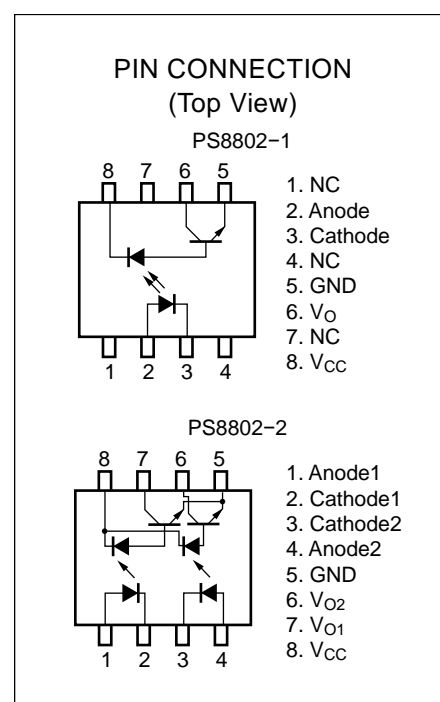 PIN CONNECTION
(Top View)
PS8802−1
8 7 6 5
1. NC
2. Anode
3. Cathode
4. NC
5. GND
6. VO
7. NC
8. VCC
1 2 3 4
PS8802−2
8 7 6 5
1. Anode1
2. Cathode1
3. Cathode2
4. Anode2
5. GND
6. VO2
7. VO1
8. VCC
1 2 3 4